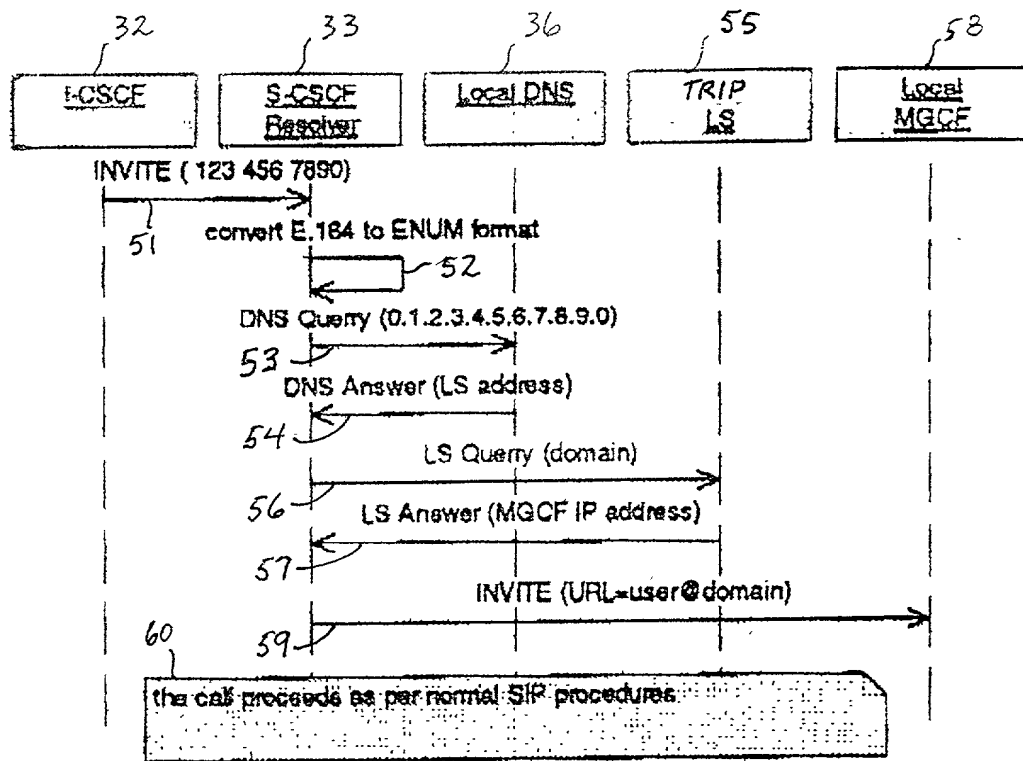 32
33
36
55
58
I-CSCF
S-CSCF
Resolver
Local DNS
TRIP
LS
Local
MGCF
INVITE ( 123 456 7890)
51
convert E.164 to ENUM format
52
DNS Querry (0.1.2.3.4.5.6.7.8.9.0)
53
DNS Answer (LS address)
54
LS Querry (domain)
56
LS Answer (MGCF IP address)
57
INVITE (URL=user@domain)
59
60
the call proceeds as per normal SIP procedures